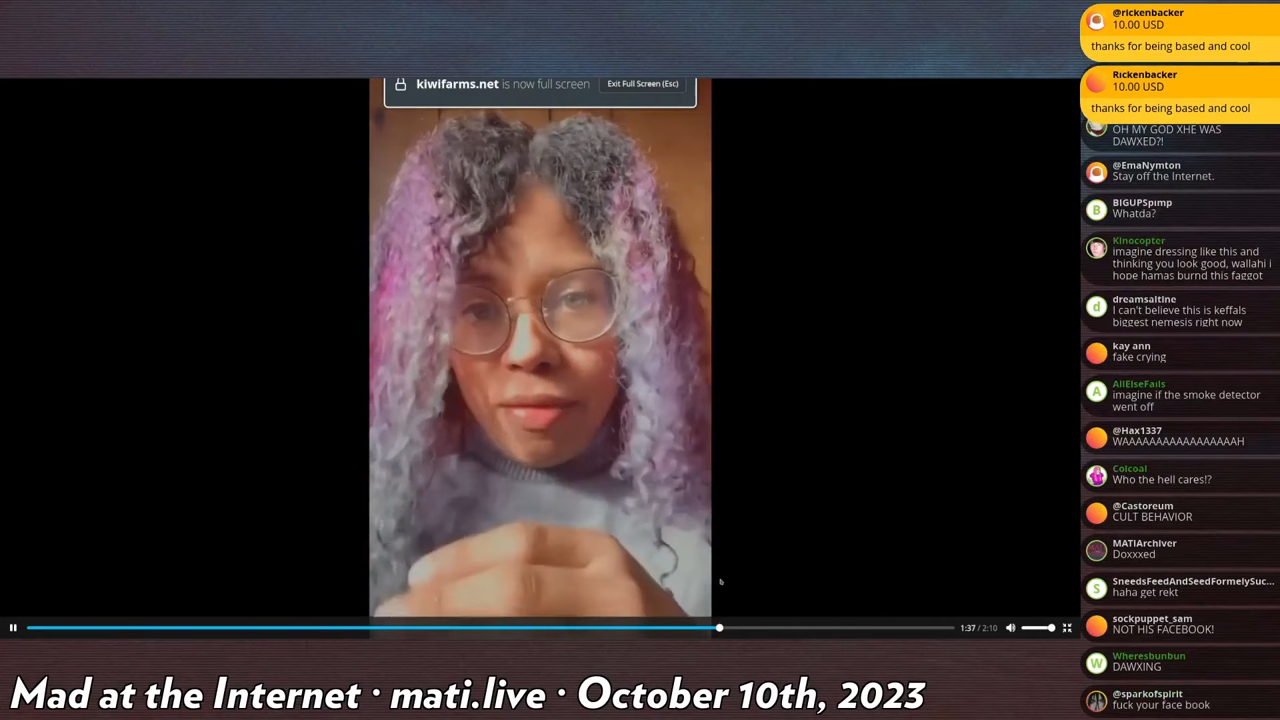 @rickenbacker
10.00 USD
thanks for being based and cool
Rickenbacker
10.00 USD
thanks for being based and cool
OH MY GOD XHE WAS
DAWXED?!
@EmaNymton
Stay off the Internet.
BIGUPSpimp
Whatda?
Kinocopter
imagine dressing like this and
thinking you look good, wallahi i
hope hamas burnd this faggot
dreamsaltine
I can't believe this is keffals
biggest nemesis right now
kay ann
fake crying
AllElseFails
imagine if the smoke detector
went off
@Hax1337
WAAAAAAAAAAAAAAAAAH
Colcoal
Who the hell cares!?
@Castoreum
CULT BEHAVIOR
MATIArchiver
Doxxxed
SneedsFeedAndSeedFormelySuc...
haha get rekt
sockpuppet_sam
NOT HIS FACEBOOK!
Wheresbunbun
DAWXING
@sparkofspirit
fuck your face book
kiwifarms.net is now full screen Exit Full Screen (Esc)
1:37 / 2:10
Mad at the Internet · mati.live · October 10th, 2023